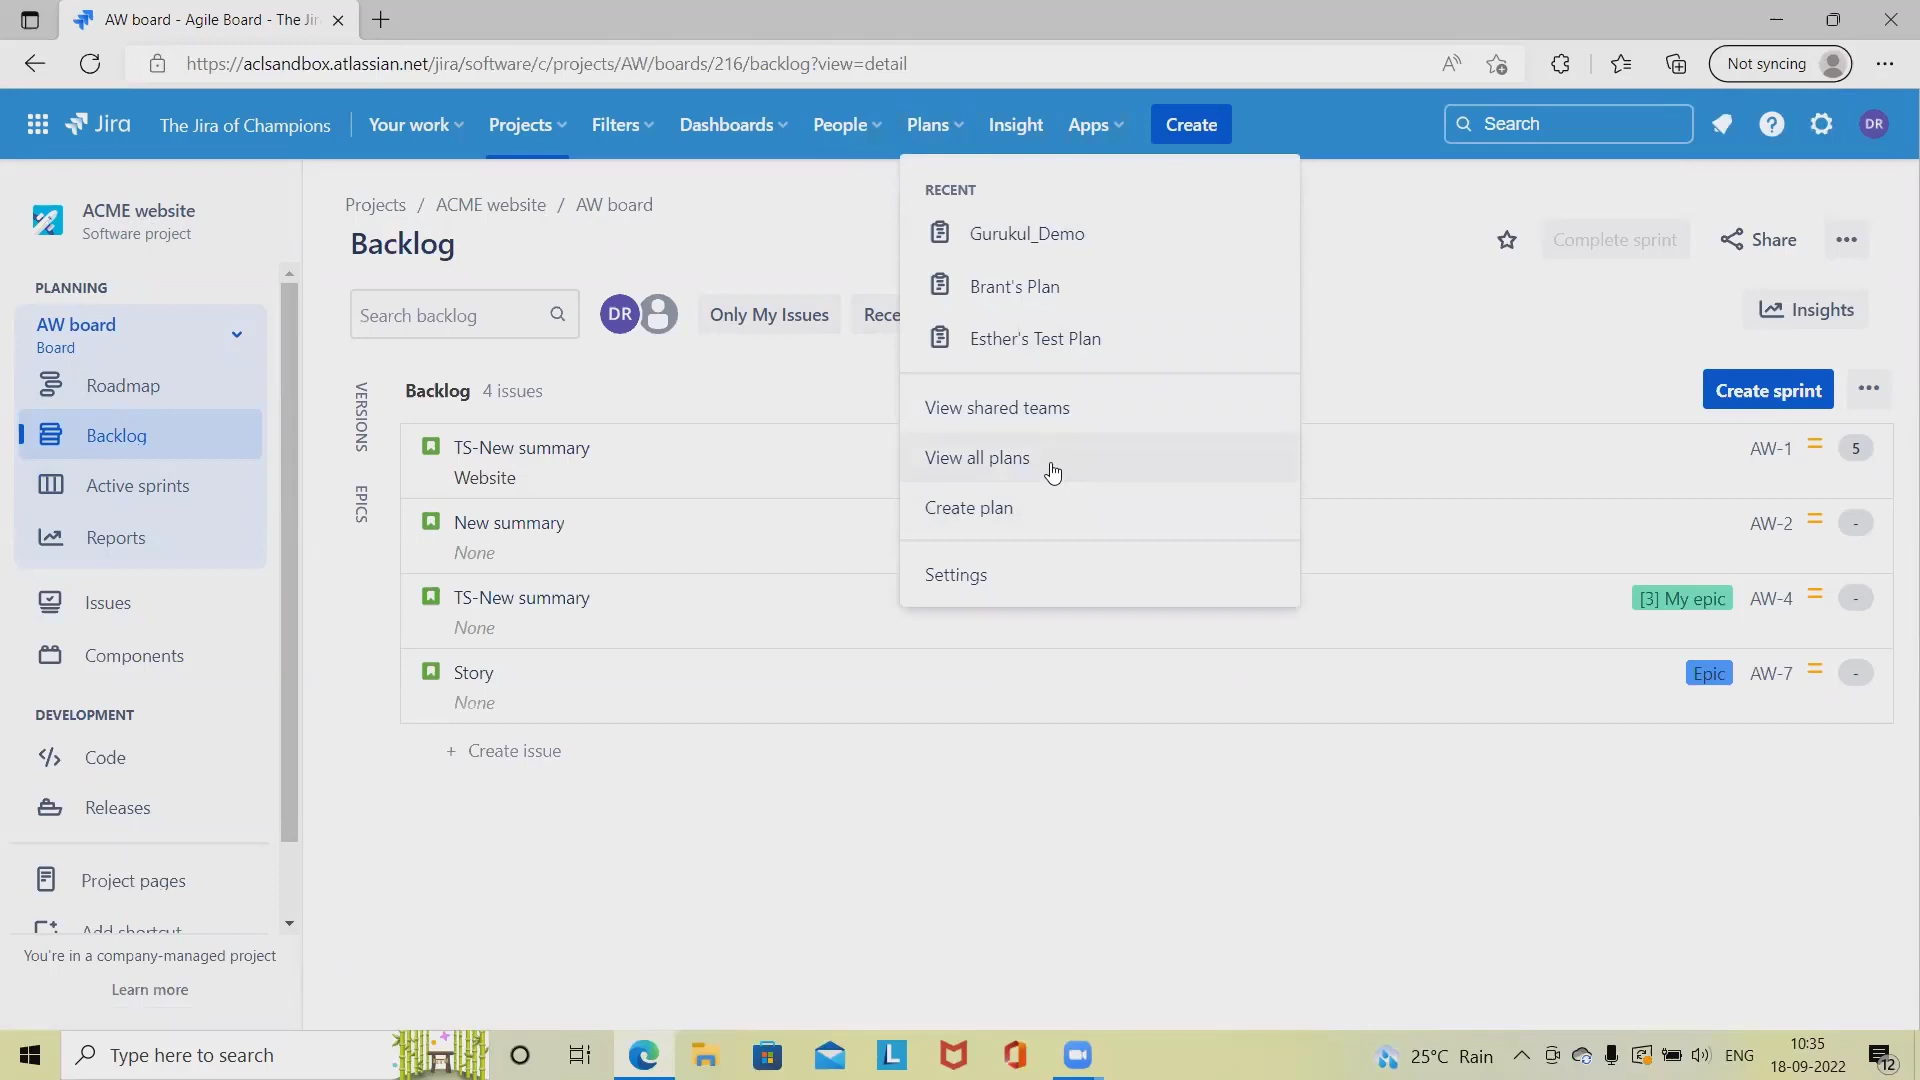 AW board - Agile Board - The Jir
https://aclsandbox.atlassian.net/jira/software/c/projects/AW/boards/216/backlog?view=detail
Not syncing
Jira
The Jira of Champions
Your work
Projects
Filters
Dashboards
People
Plans
Insight
Apps
Create
Search
DR
ACME website
Software project
PLANNING
AW board
Board
Roadmap
Backlog
Active sprints
Reports
Issues
Components
DEVELOPMENT
Code
Releases
Project pages
Add shortcut
You're in a company-managed project
Learn more
Projects / ACME website / AW board
Backlog
Complete sprint
Share
Search backlog
DR
Only My Issues
Rece
Insights
VERSIONS
EPICS
Backlog 4 issues
Create sprint
TS-New summary
Website
AW-1
5
New summary
None
AW-2
-
TS-New summary
None
[3] My epic
AW-4
-
Story
None
Epic
AW-7
-
+ Create issue
RECENT
Gurukul_Demo
Brant's Plan
Esther's Test Plan
View shared teams
View all plans
Create plan
Settings
Type here to search
L
25°C Rain
ENG
10:35
18-09-2022
12